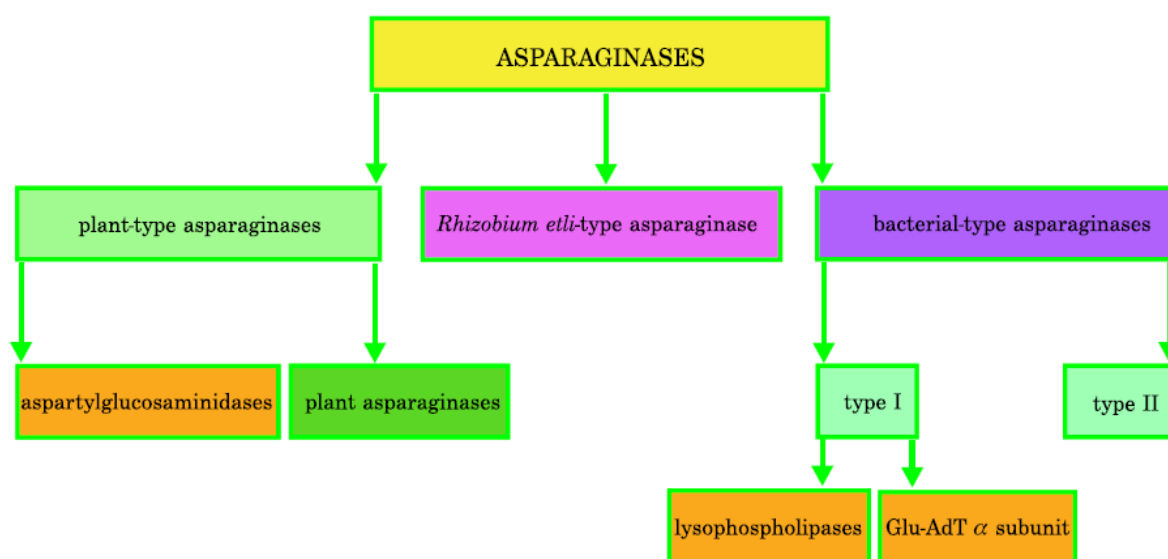 ASPARAGINASES
plant-type asparaginases
Rhizobium etli-type asparaginase
bacterial-type asparaginases
aspartylglucosaminidases
plant asparaginases
type I
type II
lysophospholipases
Glu-AdT α subunit